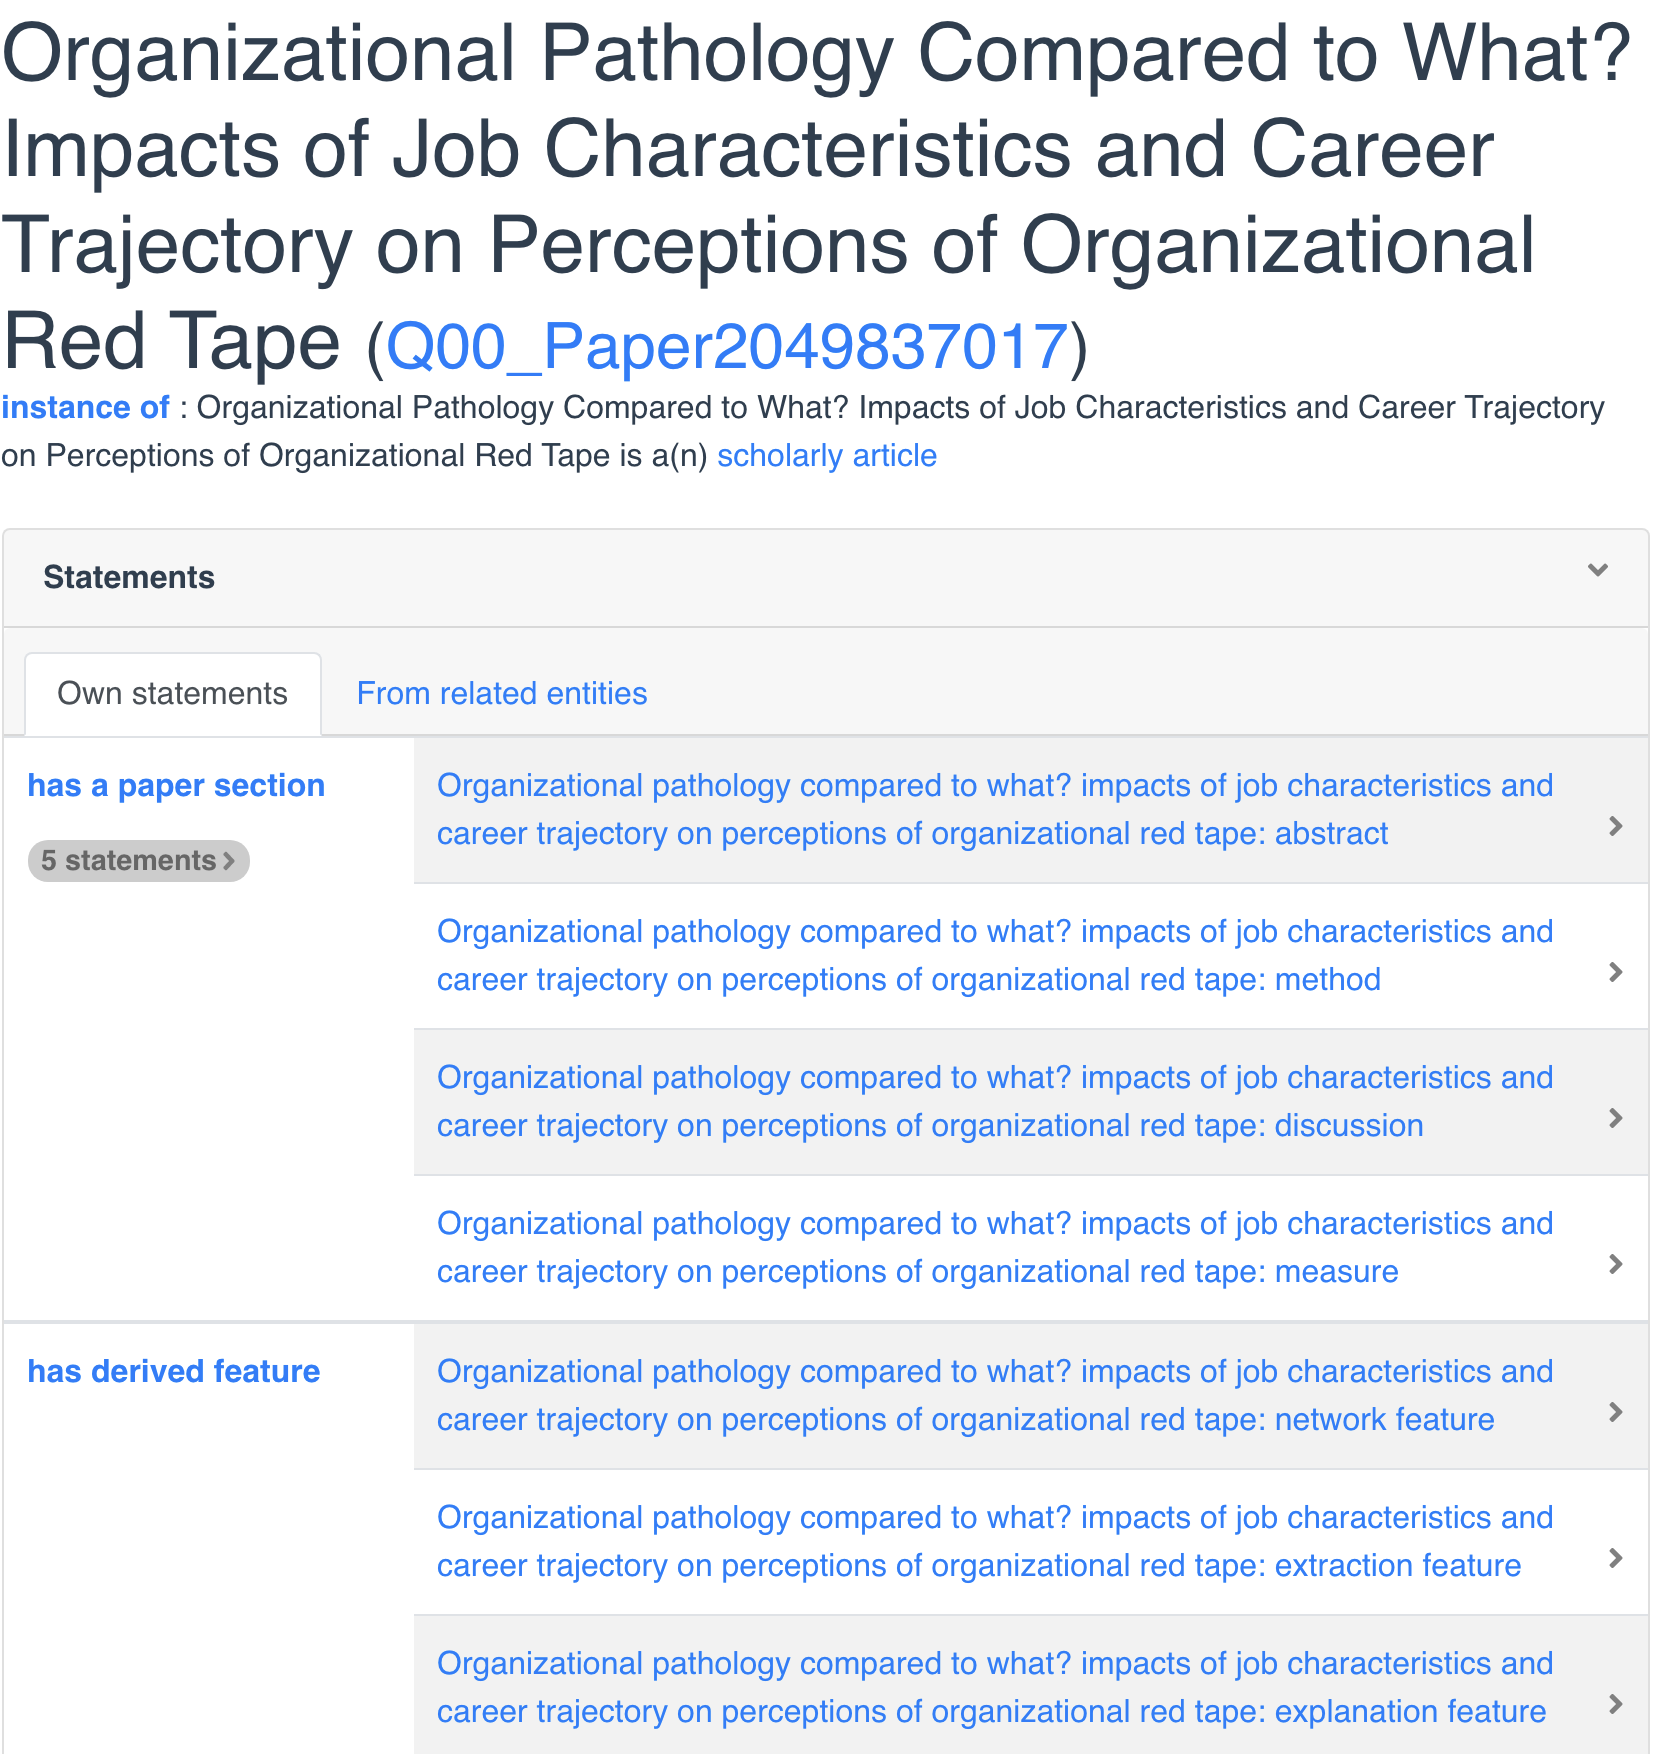 Organizational Pathology Compared to What?
Impacts of Job Characteristics and Career
Trajectory on Perceptions of Organizational
Red Tape (Q00_Paper2049837017)
instance of : Organizational Pathology Compared to What? Impacts of Job Characteristics and Career Trajectory
on Perceptions of Organizational Red Tape is a(n) scholarly article
Statements
Own statements
From related entities
has a paper section
5 statements
Organizational pathology compared to what? impacts of job characteristics and
career trajectory on perceptions of organizational red tape: abstract
Organizational pathology compared to what? impacts of job characteristics and
career trajectory on perceptions of organizational red tape: method
Organizational pathology compared to what? impacts of job characteristics and
career trajectory on perceptions of organizational red tape: discussion
Organizational pathology compared to what? impacts of job characteristics and
career trajectory on perceptions of organizational red tape: measure
has derived feature
Organizational pathology compared to what? impacts of job characteristics and
career trajectory on perceptions of organizational red tape: network feature
Organizational pathology compared to what? impacts of job characteristics and
career trajectory on perceptions of organizational red tape: extraction feature
Organizational pathology compared to what? impacts of job characteristics and
career trajectory on perceptions of organizational red tape: explanation feature